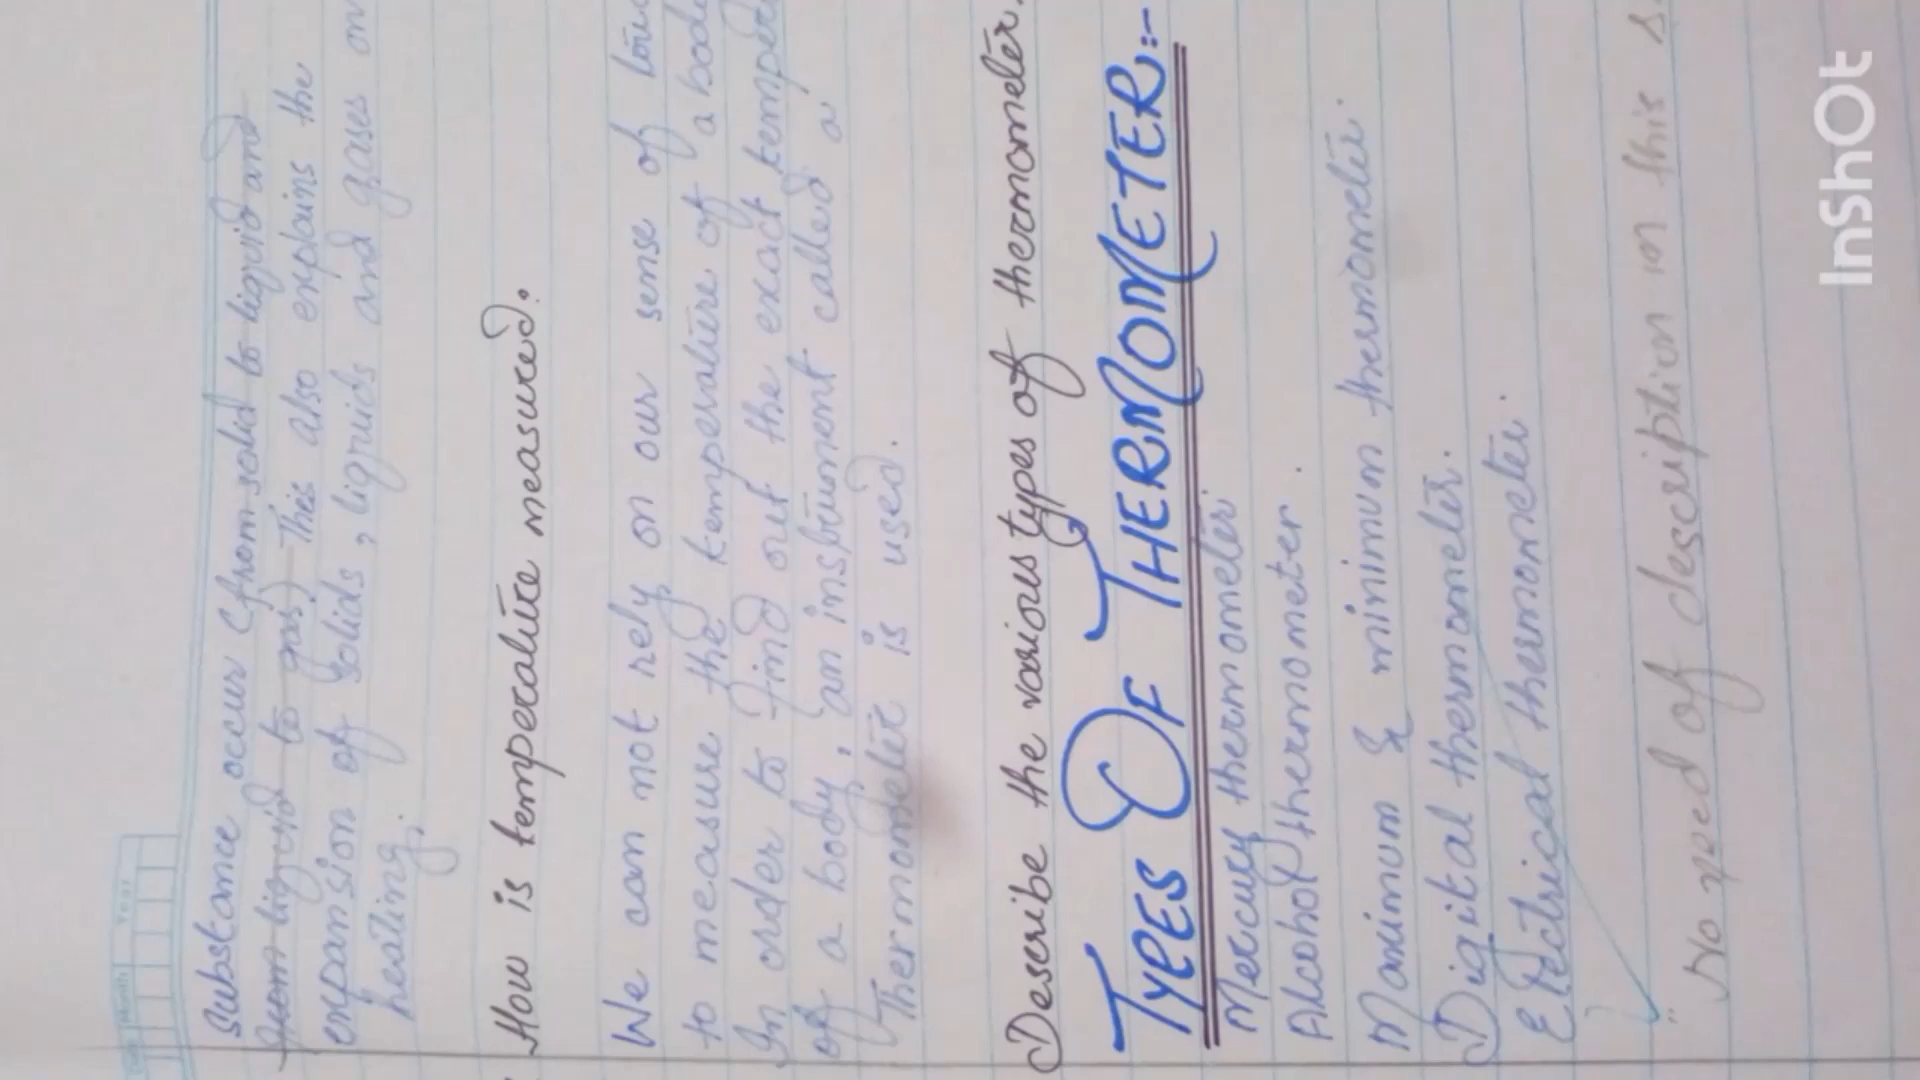 Date Month Year
substance occur (from solid to liquid and
from liquid to gas) This also explains the
expansion of solids, liquids and gases on
heating.
How is temperature measured.
We can not rely on our sense of
to measure the temperature of a body
In order to find out the exact
of a body, an instrument called a
Thermometer is used.
Describe the various types of thermometer.
TYPES OF THERMOMETER:-
Mercury thermometer
Alcohol thermometer.
Maximum & minimum thermometer.
Digital thermometer.
Electrical thermometer.
"No need of description in this
InShOt